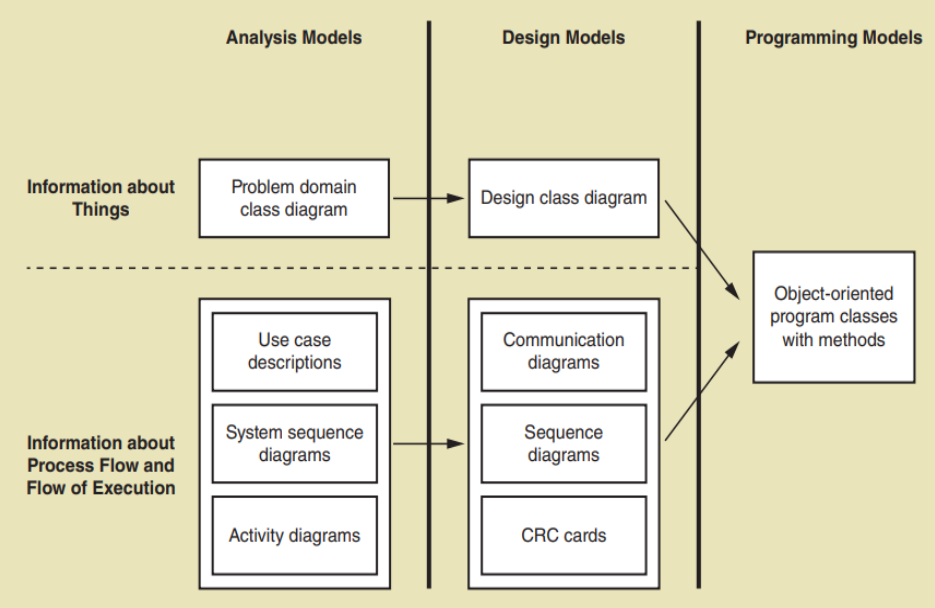 Analysis Models
Design Models
Programming Models
Information about
Things
Problem domain
class diagram
Design class diagram
Object-oriented
program classes
with methods
Information about
Process Flow and
Flow of Execution
Use case
descriptions
System sequence
diagrams
Activity diagrams
Communication
diagrams
Sequence
diagrams
CRC cards